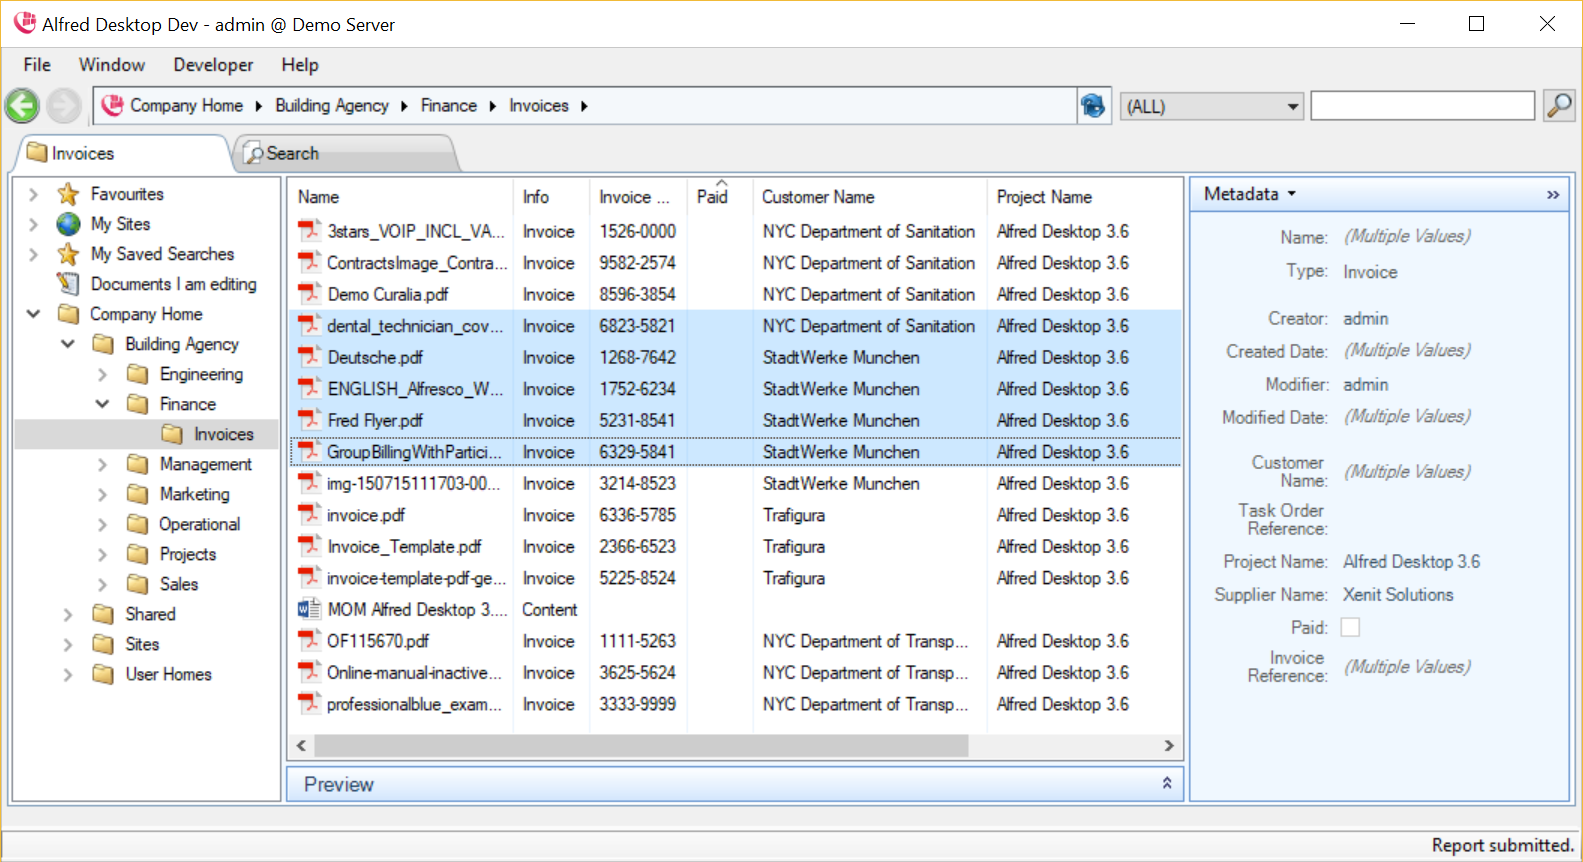 Alfred Desktop Dev - admin @ Demo Server
File Window Developer Help
Company Home Building Agency Finance Invoices (ALL)
Invoices Search
Favourites
My Sites
My Saved Searches
Documents I am editing
Company Home
Building Agency
Engineering
Finance
Invoices
Management
Marketing
Operational
Projects
Sales
Shared
Sites
User Homes
Name Info Invoice ... Paid Customer Name Project Name
3stars_VOIP_INCL_VA... Invoice 1526-0000 NYC Department of Sanitation Alfred Desktop 3.6
ContractsImage_Contra... Invoice 9582-2574 NYC Department of Sanitation Alfred Desktop 3.6
Demo Curalia.pdf Invoice 8596-3854 NYC Department of Sanitation Alfred Desktop 3.6
dental_technician_cov... Invoice 6823-5821 NYC Department of Sanitation Alfred Desktop 3.6
Deutsche.pdf Invoice 1268-7642 StadtWerke Munchen Alfred Desktop 3.6
ENGLISH_Alfresco_W... Invoice 1752-6234 StadtWerke Munchen Alfred Desktop 3.6
Fred Flyer.pdf Invoice 5231-8541 StadtWerke Munchen Alfred Desktop 3.6
GroupBillingWithPartici... Invoice 6329-5841 StadtWerke Munchen Alfred Desktop 3.6
img-150715111703-00... Invoice 3214-8523 StadtWerke Munchen Alfred Desktop 3.6
invoice.pdf Invoice 6336-5785 Trafigura Alfred Desktop 3.6
Invoice_Template.pdf Invoice 2366-6523 Trafigura Alfred Desktop 3.6
invoice-template-pdf-ge... Invoice 5225-8524 Trafigura Alfred Desktop 3.6
MOM Alfred Desktop 3.... Content
OF115670.pdf Invoice 1111-5263 NYC Department of Transp... Alfred Desktop 3.6
Online-manual-inactive... Invoice 3625-5624 NYC Department of Transp... Alfred Desktop 3.6
professionalblue_exam... Invoice 3333-9999 NYC Department of Transp... Alfred Desktop 3.6
Preview
Metadata
Name: (Multiple Values)
Type: Invoice
Creator: admin
Created Date: (Multiple Values)
Modifier: admin
Modified Date: (Multiple Values)
Customer
Name: (Multiple Values)
Task Order
Reference:
Project Name: Alfred Desktop 3.6
Supplier Name: Xenit Solutions
Paid:
Invoice
Reference: (Multiple Values)
Report submitted.